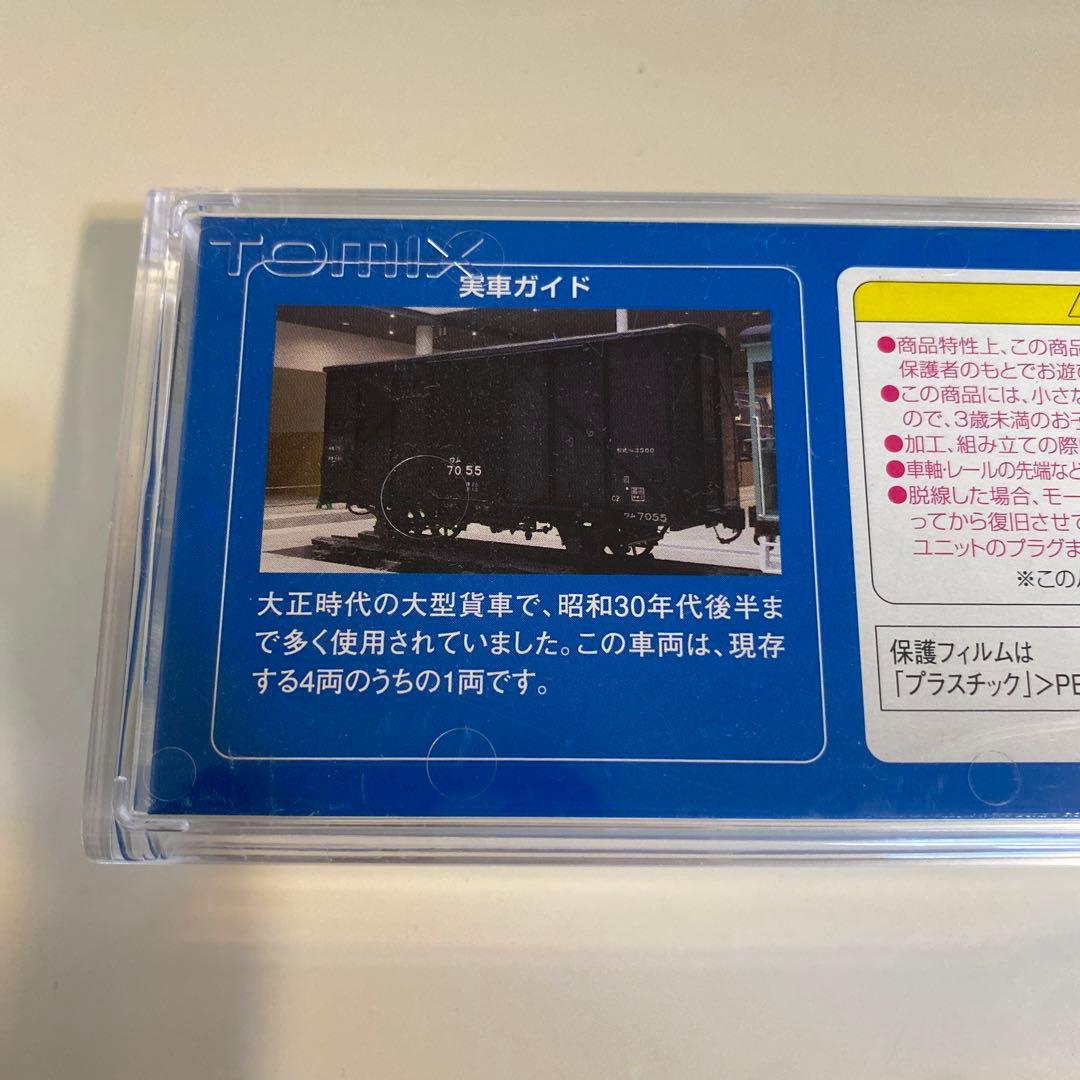 TOMIX
実車ガイド
ワム
7055
ワム7055
大正時代の大型貨車で、昭和30年代後半ま
で多く使用されていました。この車両は、現存
する4両のうちの1両です。
●商品特性上、この商品
保護者のもとでお遊び
●この商品には、小さな
ので、3歳未満のお子
●加工、組み立ての際
●車軸・レールの先端など
●脱線した場合、モー
ってから復旧させて
ユニットのプラグま
※この
保護フィルムは
「プラスチック」>PE